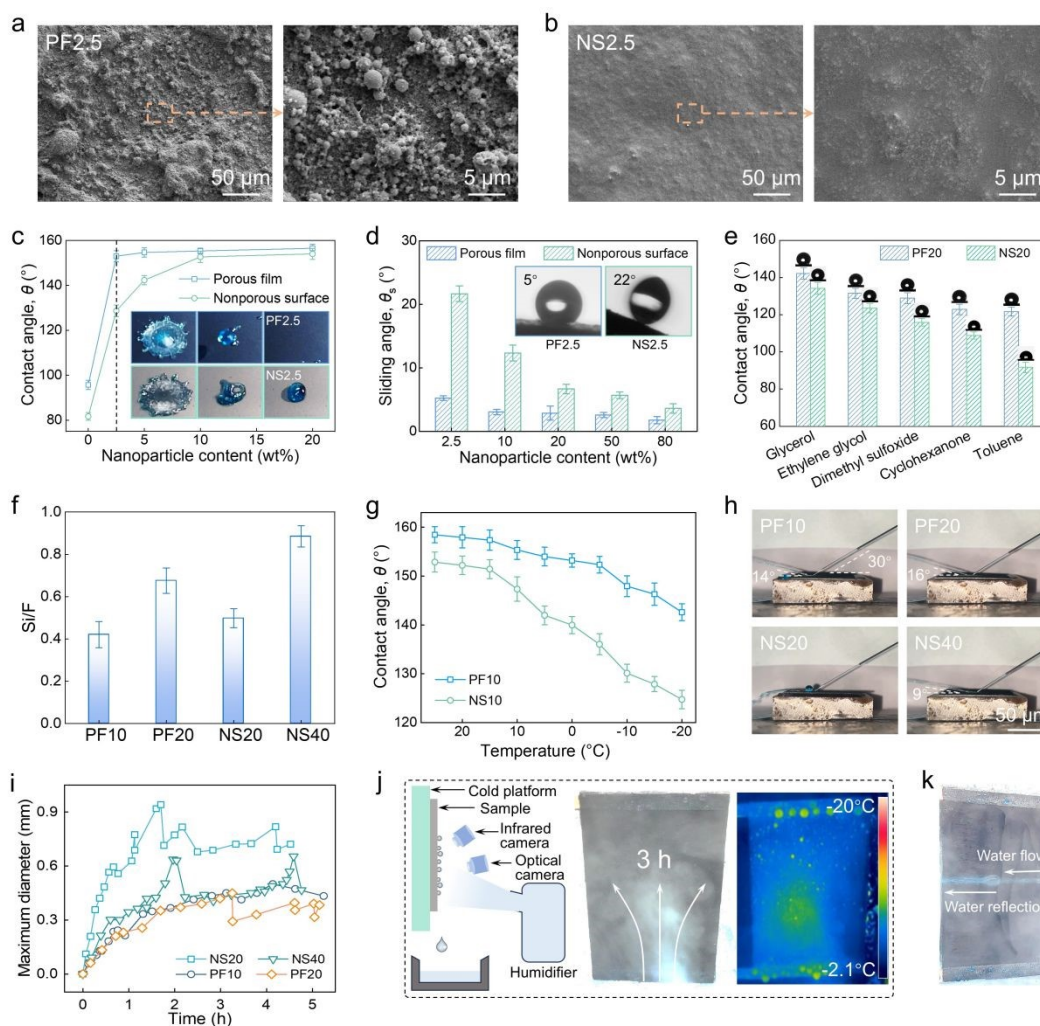 a
PF2.5
50 μm
5 μm
b
NS2.5
50 μm
5 μm
c
Contact angle, θ (°)
160
140
120
100
80
Porous film
Nonporous surface
PF2.5
NS2.5
0 5 10 15 20
Nanoparticle content (wt%)
d
Sliding angle θs
30
20
10
0
Porous film Nonporous surface
5° 22°
PF2.5 NS2.5
2.5 10 20 50 80
Nanoparticle content (wt%)
e
Contact angle, θ (°)
160
140
120
100
80
60
PF20 NS20
Glycerol
Ethylene glycol
Dimethyl sulfoxide
Cyclohexanone
Toluene
f
Si/F
1.0
0.8
0.6
0.4
0.2
0.0
PF10 PF20 NS20 NS40
g
Contact angle, θ (°)
160
150
140
130
120
PF10
NS10
20 10 0 -10 -20
Temperature (°C)
h
PF10
14° 30°
PF20
16°
NS20
NS40
9°
50 μm
i
Maximum diameter (mm)
0.9
0.6
0.3
0.0
NS20 NS40
PF10 PF20
0 1 2 3 4 5
Time (h)
j
Cold platform
Sample
Infrared
camera
Optical
camera
Humidifier
3 h
-20°C
-2.1°C
k
Water flow
Water reflection